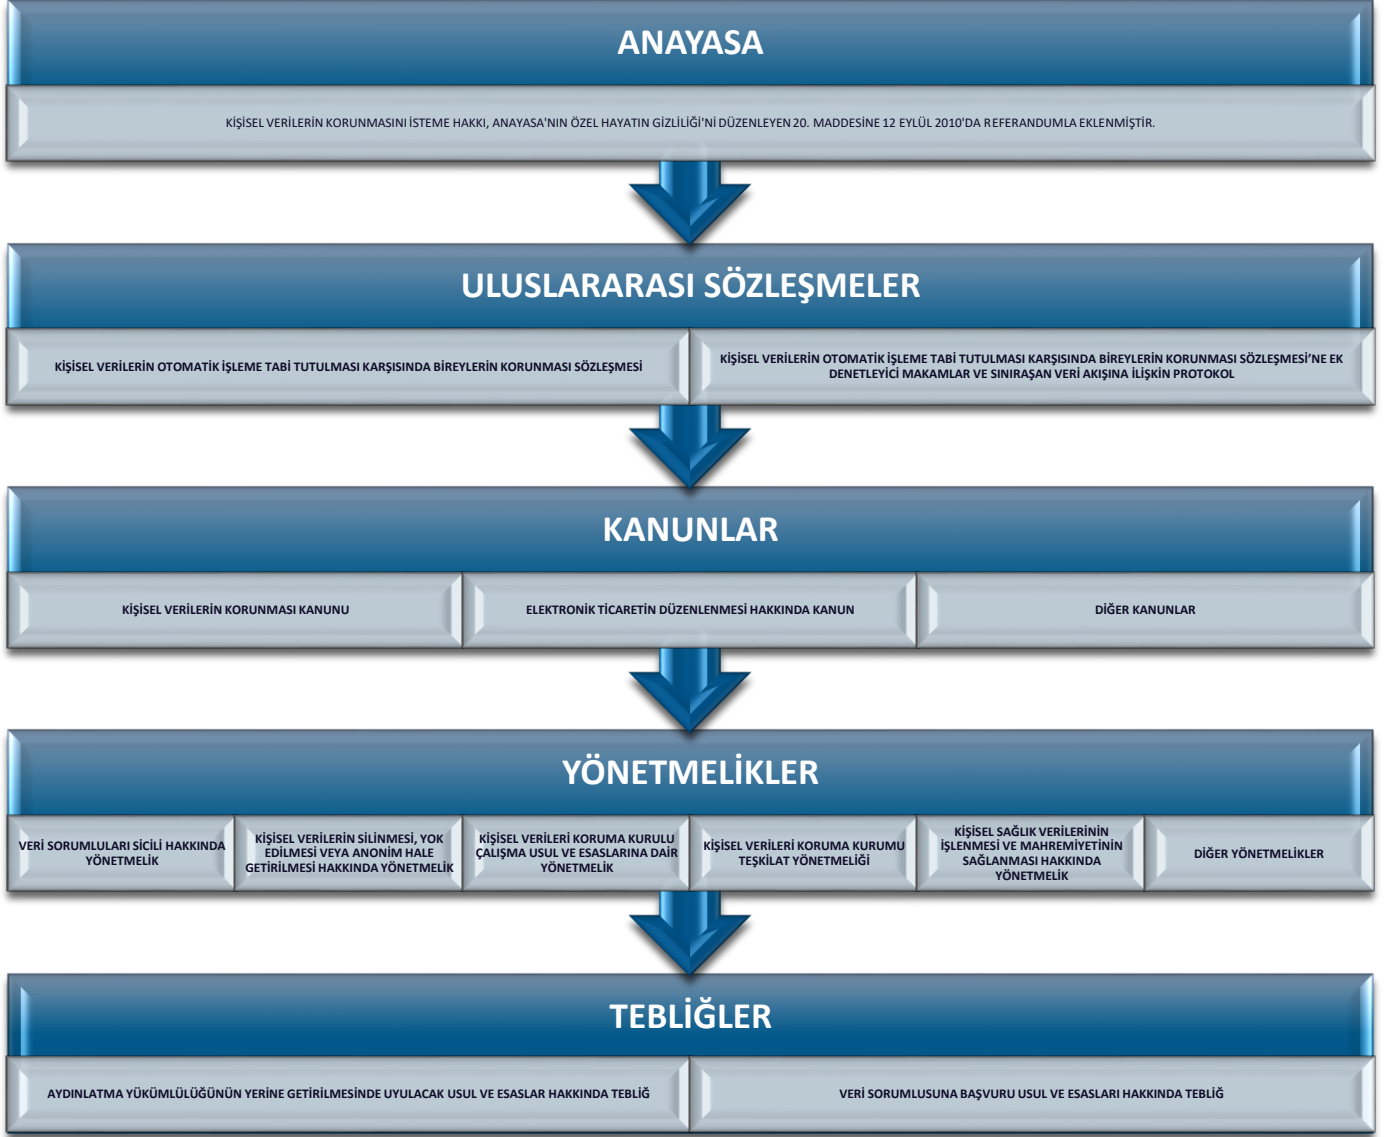 ANAYASA
KİŞİSEL VERİLERİN KORUNMASINI İSTEME HAKKI, ANAYASA'NIN ÖZEL HAYATIN GİZLİLİĞİ'Nİ DÜZENLEYEN 20. MADDESİNE 12 EYLÜL 2010'DA REFERANDUMLA EKLENMİŞTİR.
ULUSLARARASI SÖZLEŞMELER
KİŞİSEL VERİLERİN OTOMATİK İŞLEME TABİ TUTULMASI KARŞISINDA BİREYLERİN KORUNMASI SÖZLEŞMESİ
KİŞİSEL VERİLERİN OTOMATİK İŞLEME TABİ TUTULMASI KARŞISINDA BİREYLERİN KORUNMASI SÖZLEŞMESİ’NE EK
DENETLEYİCİ MAKAMLAR VE SINIRAŞAN VERİ AKIŞINA İLİŞKİN PROTOKOL
KANUNLAR
KİŞİSEL VERİLERİN KORUNMASI KANUNU
ELEKTRONİK TİCARETİN DÜZENLENMESİ HAKKINDA KANUN
DİĞER KANUNLAR
YÖNETMELİKLER
VERİ SORUMLULARI SİCİLİ HAKKINDA
YÖNETMELİK
KİŞİSEL VERİLERİN SİLİNMESİ, YOK
EDİLMESİ VEYA ANONİM HALE
GETİRİLMESİ HAKKINDA YÖNETMELİK
KİŞİSEL VERİLERİ KORUMA KURULU
ÇALIŞMA USUL VE ESASLARINA DAİR
YÖNETMELİK
KİŞİSEL VERİLERİ KORUMA KURUMU
TEŞKİLAT YÖNETMELİĞİ
KİŞİSEL SAĞLIK VERİLERİNİN
İŞLENMESİ VE MAHREMİYETİNİN
SAĞLANMASI HAKKINDA
YÖNETMELİK
DİĞER YÖNETMELİKLER
TEBLİĞLER
AYDINLATMA YÜKÜMLÜLÜĞÜNÜN YERİNE GETİRİLMESİNDE UYULACAK USUL VE ESASLAR HAKKINDA TEBLİĞ
VERİ SORUMLUSUNA BAŞVURU USUL VE ESASLARI HAKKINDA TEBLİĞ